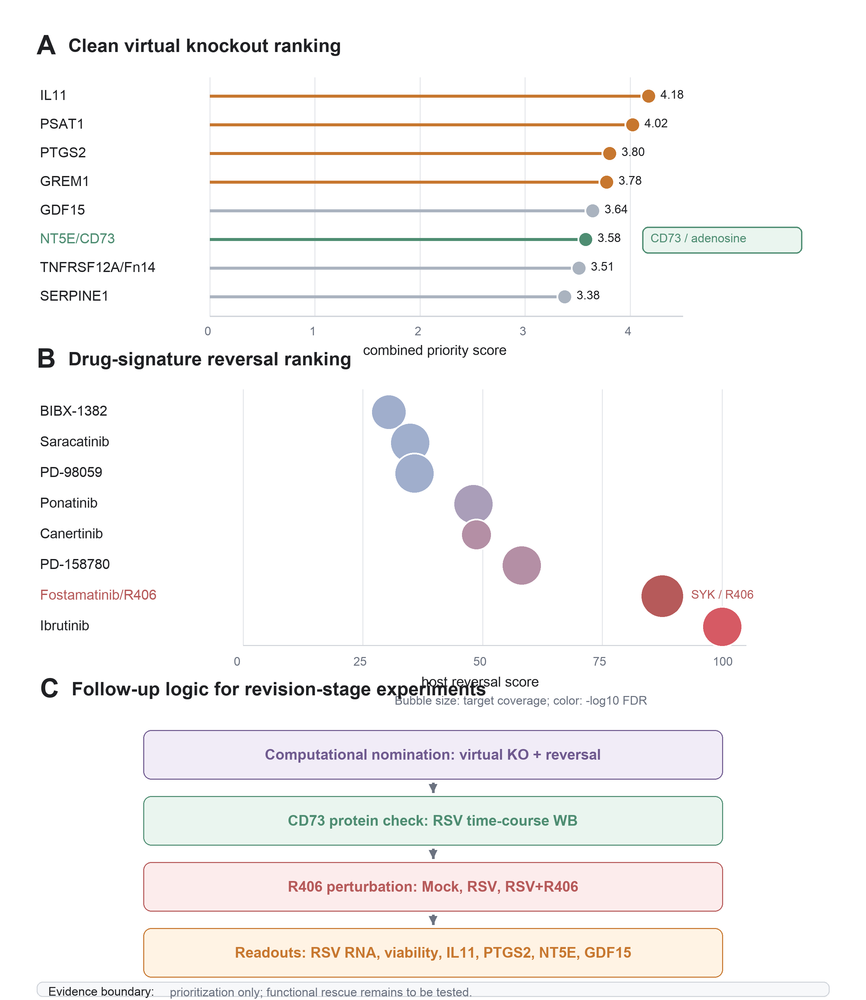 A Clean virtual knockout ranking
IL11 4.18
PSAT1 4.02
PTGS2 3.80
GREM1 3.78
GDF15 3.64
NT5E/CD73 3.58 CD73 / adenosine
TNFRSF12A/Fn14 3.51
SERPINE1 3.38
0 1 2 3 4
combined priority score
B Drug-signature reversal ranking
BIBX-1382
Saracatinib
PD-98059
Ponatinib
Canertinib
PD-158780
Fostamatinib/R406 SYK / R406
Ibrutinib
0 25 50 75 100
host reversal score
C Follow-up logic for revision-stage experiments
Bubble size: target coverage; color: -log10 FDR
Computational nomination: virtual KO + reversal
CD73 protein check: RSV time-course WB
R406 perturbation: Mock, RSV, RSV+R406
Readouts: RSV RNA, viability, IL11, PTGS2, NT5E, GDF15
Evidence boundary: prioritization only; functional rescue remains to be tested.